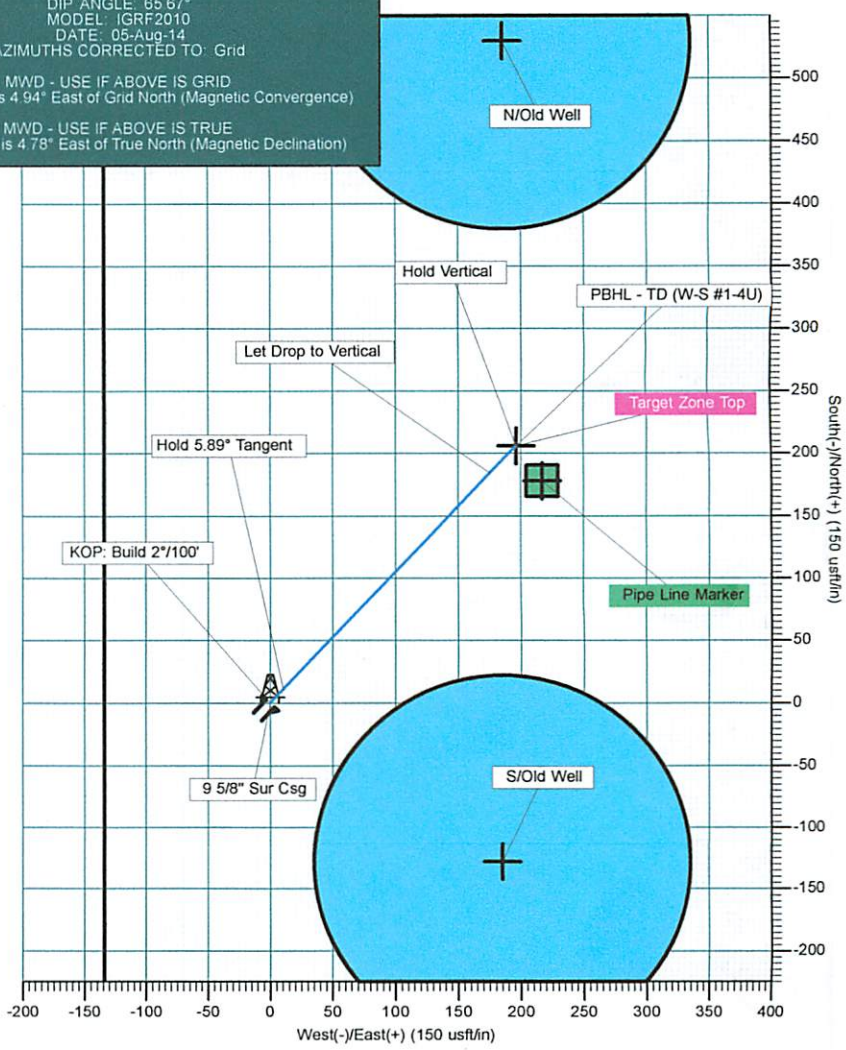 DIP ANGLE: 65.67°
MODEL: IGRF2010
DATE: 05-Aug-14
AZIMUTHS CORRECTED TO: Grid
MWD - USE IF ABOVE IS GRID
s 4.94° East of Grid North (Magnetic Convergence)
MWD - USE IF ABOVE IS TRUE
is 4.78° East of True North (Magnetic Declination)
N/Old Well
Hold Vertical
PBHL - TD (W-S #1-4U)
Let Drop to Vertical
Target Zone Top
Hold 5.89° Tangent
KOP: Build 2°/100'
Pipe Line Marker
9 5/8" Sur Csg
S/Old Well
500
450
400
350
300
250
200
150
100
50
0
-50
-100
-150
-200
South(-)/North(+) (150 usft/in)
-200 -150 -100 -50 0 50 100 150 200 250 300 350 400
West(-)/East(+) (150 usft/in)